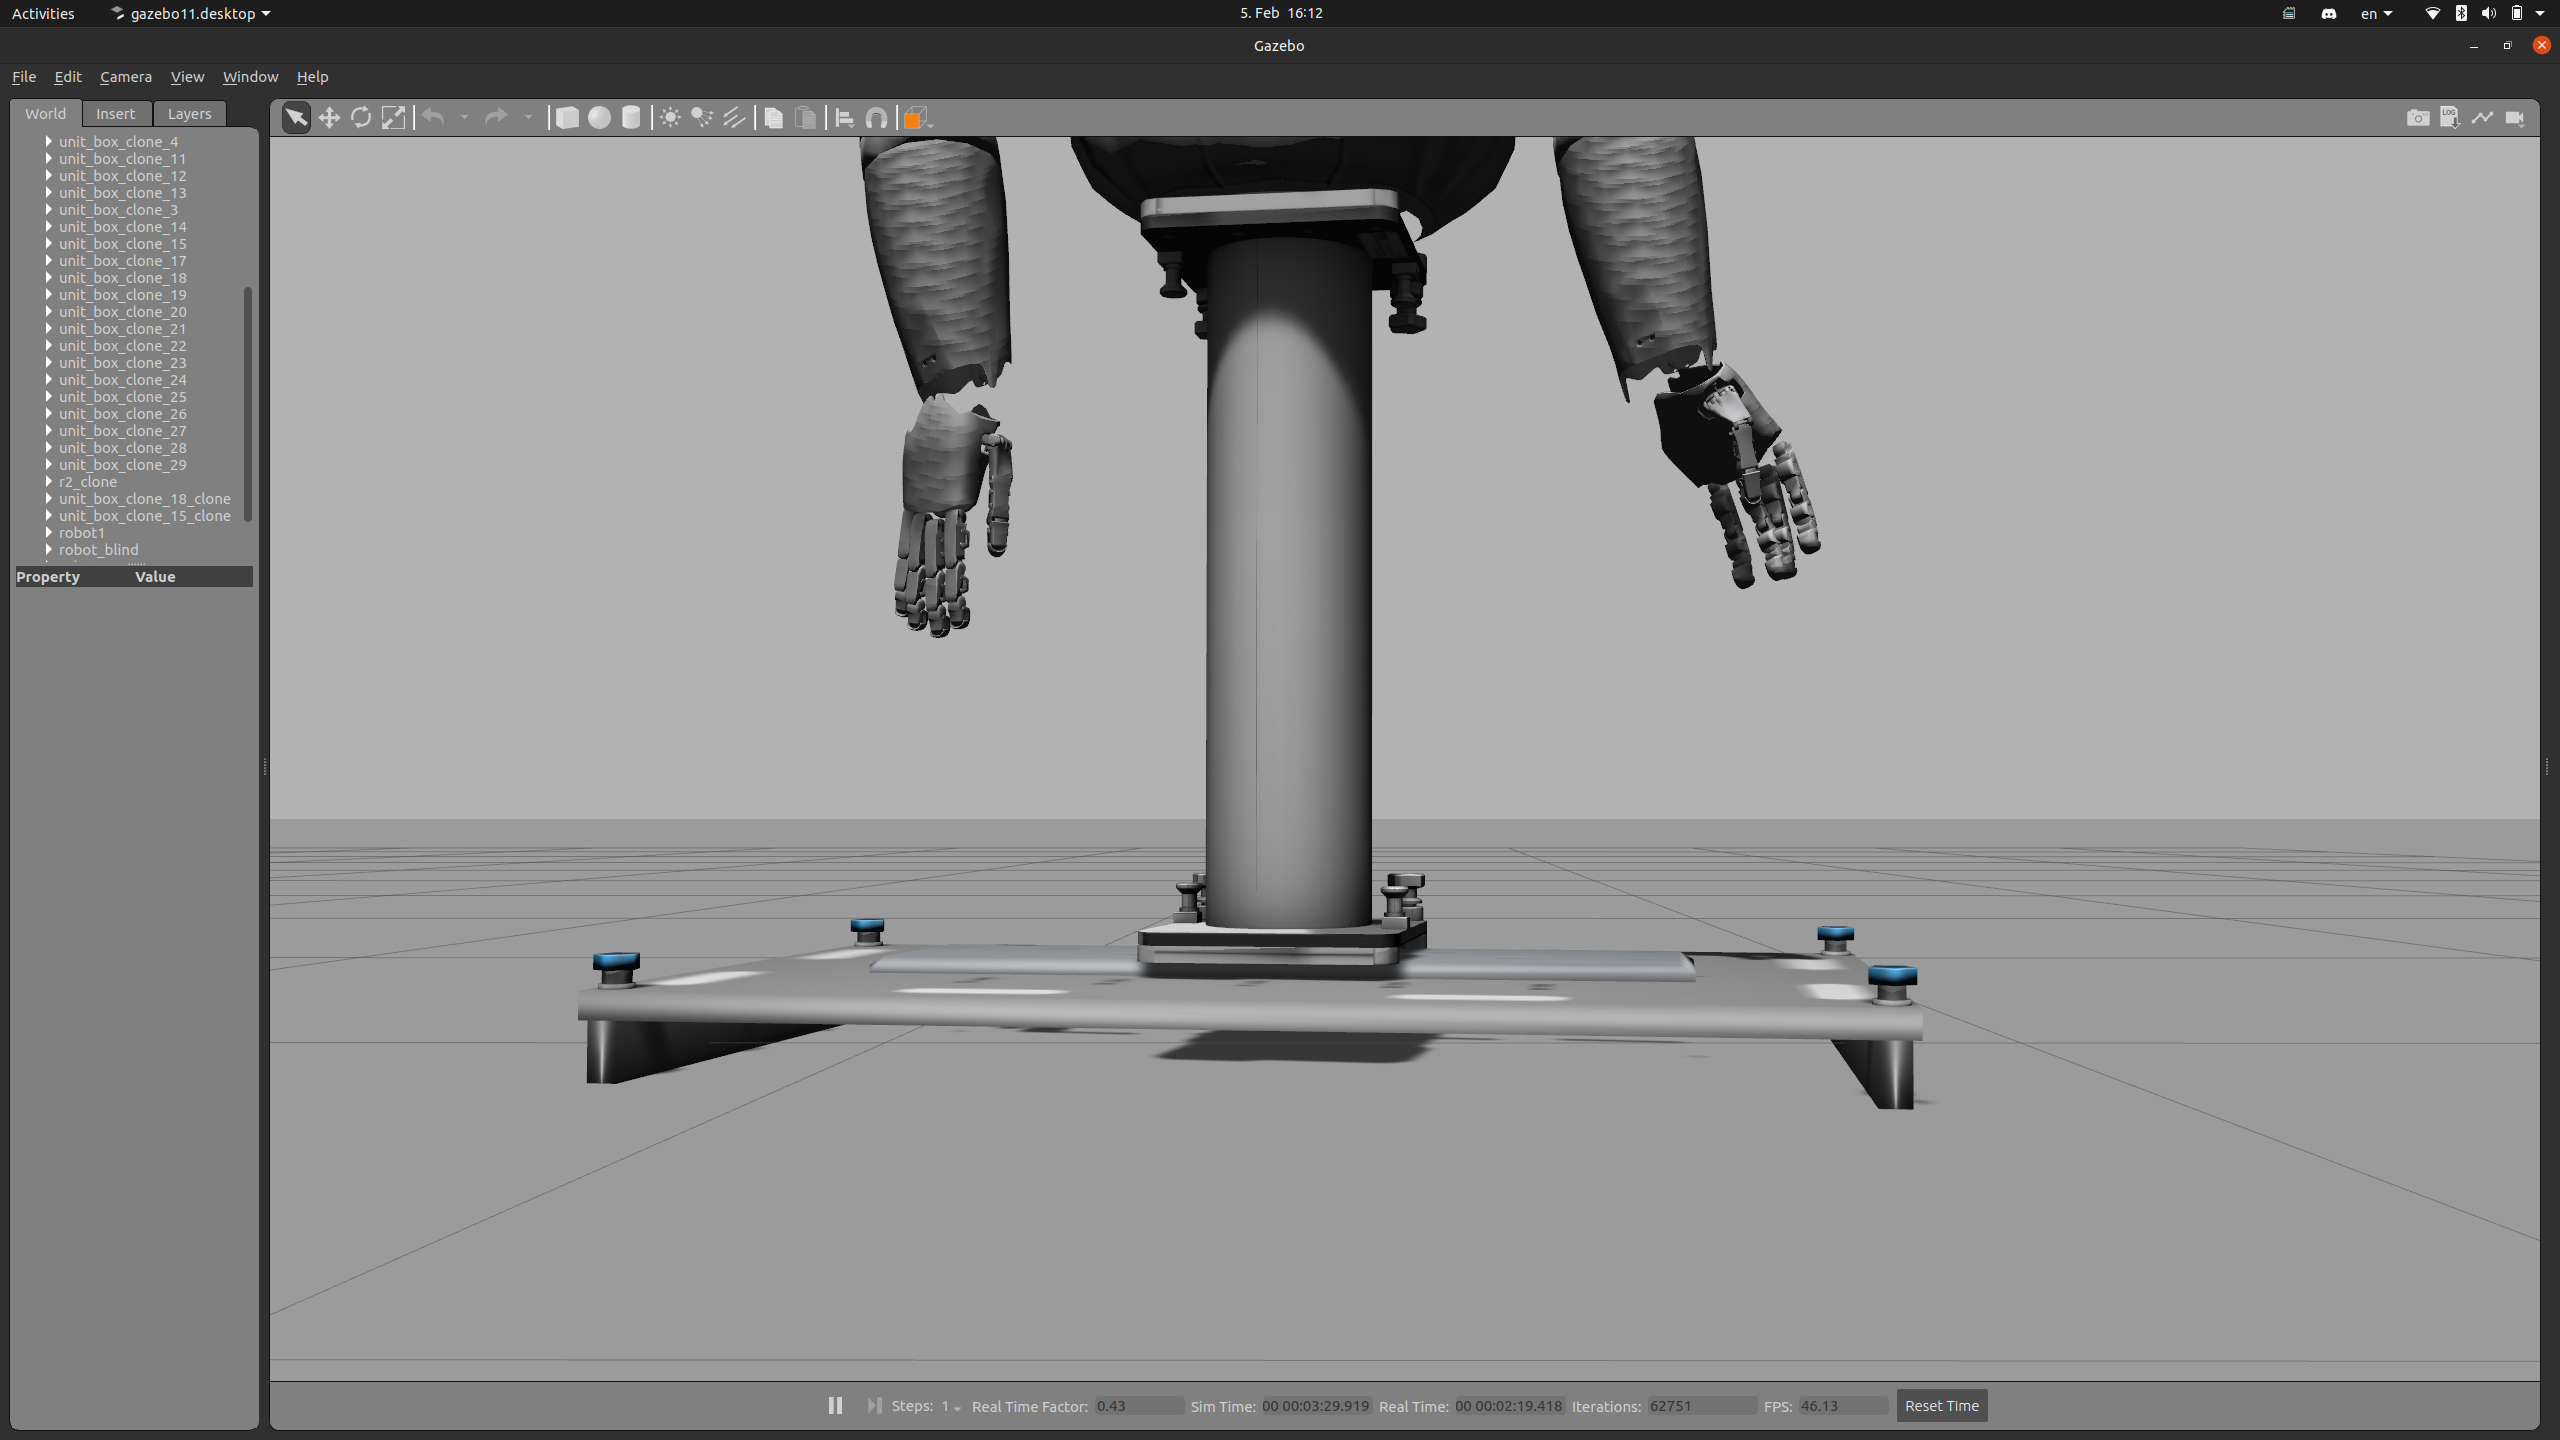 Activities gazebo11.desktop 5. Feb 16:12 en
Gazebo
File Edit Camera View Window Help
World Insert Layers
LOG
unit_box_clone_4
unit_box_clone_11
unit_box_clone_12
unit_box_clone_13
unit_box_clone_3
unit_box_clone_14
unit_box_clone_15
unit_box_clone_17
unit_box_clone_18
unit_box_clone_19
unit_box_clone_20
unit_box_clone_21
unit_box_clone_22
unit_box_clone_23
unit_box_clone_24
unit_box_clone_25
unit_box_clone_26
unit_box_clone_27
unit_box_clone_28
unit_box_clone_29
r2_clone
unit_box_clone_18_clone
unit_box_clone_15_clone
robot1
robot_blind
Property Value
Steps: 1 Real Time Factor: 0.43 Sim Time: 00 00:03:29.919 Real Time: 00 00:02:19.418 Iterations: 62751 FPS: 46.13 Reset Time